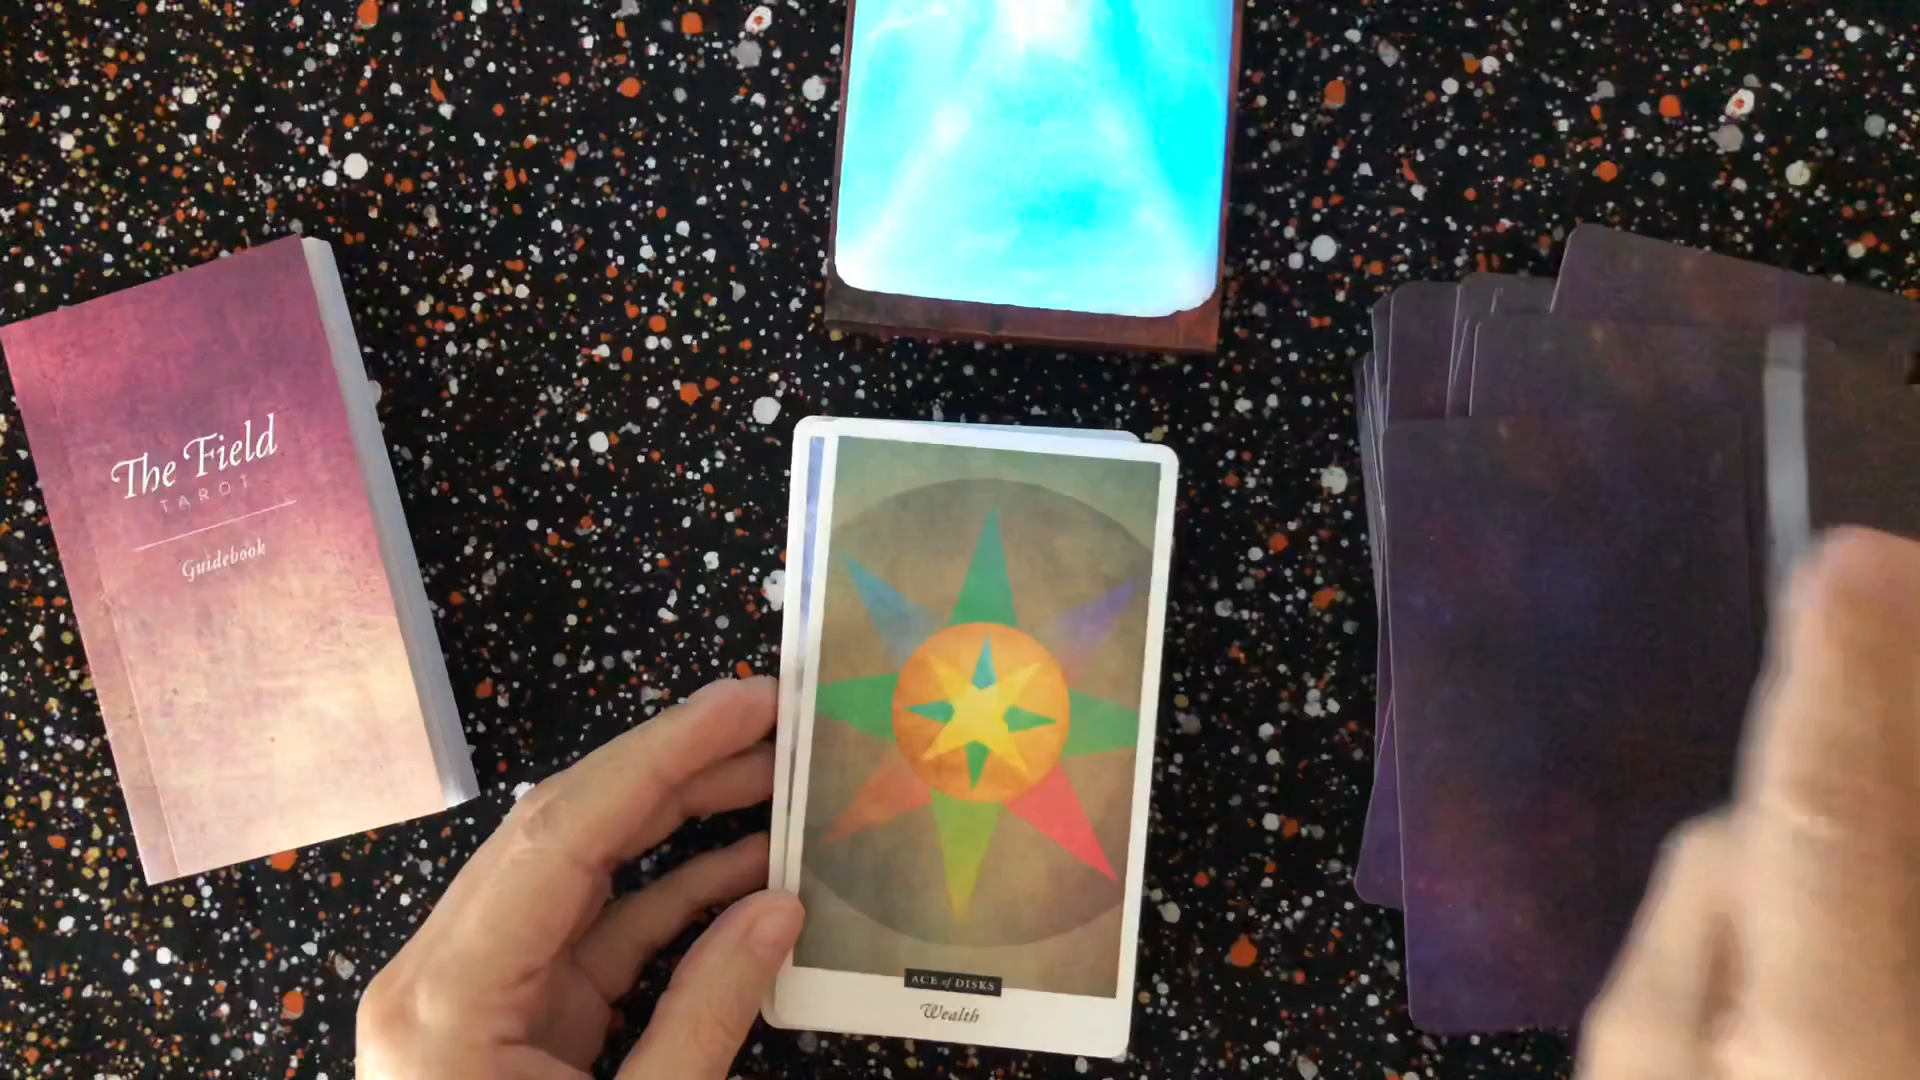 The Field
TAROT
Guidebook
ACE of DISKS
Wealth